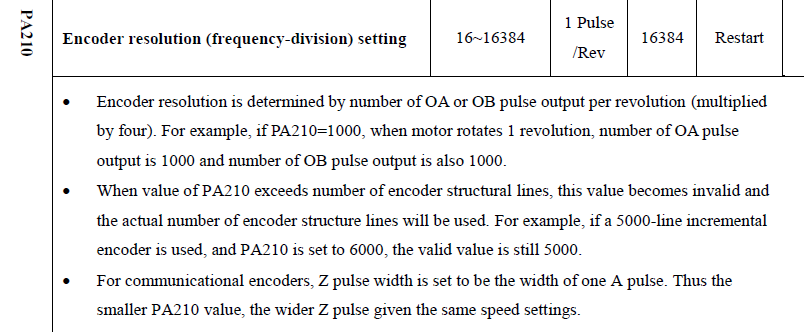 PA210
Encoder resolution (frequency-division) setting
16~16384
1 Pulse
/Rev
16384
Restart
• Encoder resolution is determined by number of OA or OB pulse output per revolution (multiplied
by four). For example, if PA210=1000, when motor rotates 1 revolution, number of OA pulse
output is 1000 and number of OB pulse output is also 1000.
• When value of PA210 exceeds number of encoder structural lines, this value becomes invalid and
the actual number of encoder structure lines will be used. For example, if a 5000-line incremental
encoder is used, and PA210 is set to 6000, the valid value is still 5000.
• For communicational encoders, Z pulse width is set to be the width of one A pulse. Thus the
smaller PA210 value, the wider Z pulse given the same speed settings.